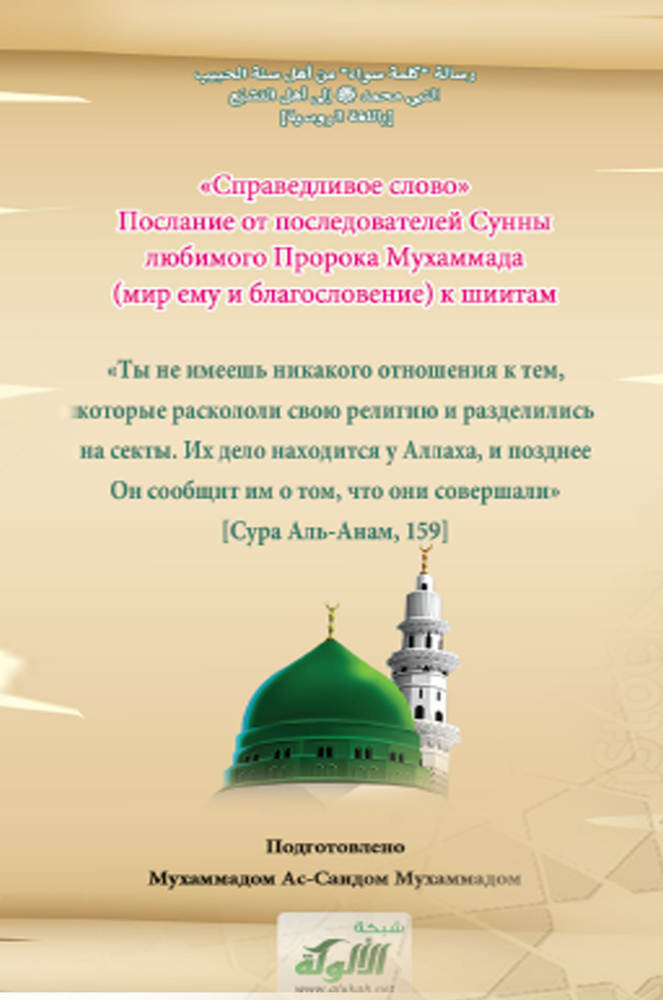 رسالة "كلمة سواء" من أهل سنة الحبيب
النبي محمد ﷺ إلى أهل التشيّع
[باللغة الروسية]
«Справедливое слово»
Послание от последователей Сунны
любимого Пророка Мухаммада
(мир ему и благословение) к шиитам
«Ты не имеешь никакого отношения к тем,
которые раскололи свою религию и разделились
на секты. Их дело находится у Аллаха, и позднее
Он сообщит им о том, что они совершали»
[Сура Аль-Анам, 159]
Подготовлено
Мухаммадом Ас-Саидом Мухаммадом
شبكة
الألوكة
www.alukah.net
iStock